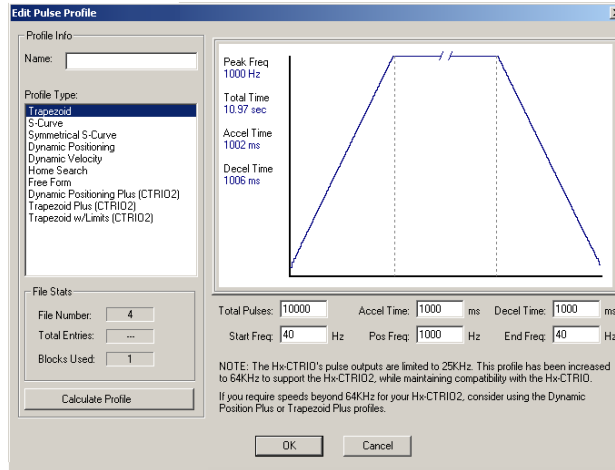 Edit Pulse Profile
Profile Info
Name:
Profile Type:
Trapezoid
S-Curve
Symmetrical S-Curve
Dynamic Positioning
Dynamic Velocity
Home Search
Free Form
Dynamic Positioning Plus (CTRIO2)
Trapezoid Plus (CTRIO2)
Trapezoid w/Limits (CTRIO2)
File Stats
File Number: 4
Total Entries: ---
Blocks Used: 1
Calculate Profile
Peak Freq
1000 Hz
Total Time
10.97 sec
Accel Time
1002 ms
Decel Time
1006 ms
Total Pulses: 10000 Accel Time: 1000 ms Decel Time: 1000 ms
Start Freq: 40 Hz Pos Freq: 1000 Hz End Freq: 40 Hz
NOTE: The Hx-CTRIO's pulse outputs are limited to 25KHz. This profile has been increased
to 64KHz to support the Hx-CTRIO2, while maintaining compatibility with the Hx-CTRIO.
If you require speeds beyond 64KHz for your Hx-CTRIO2, consider using the Dynamic
Position Plus or Trapezoid Plus profiles.
OK Cancel